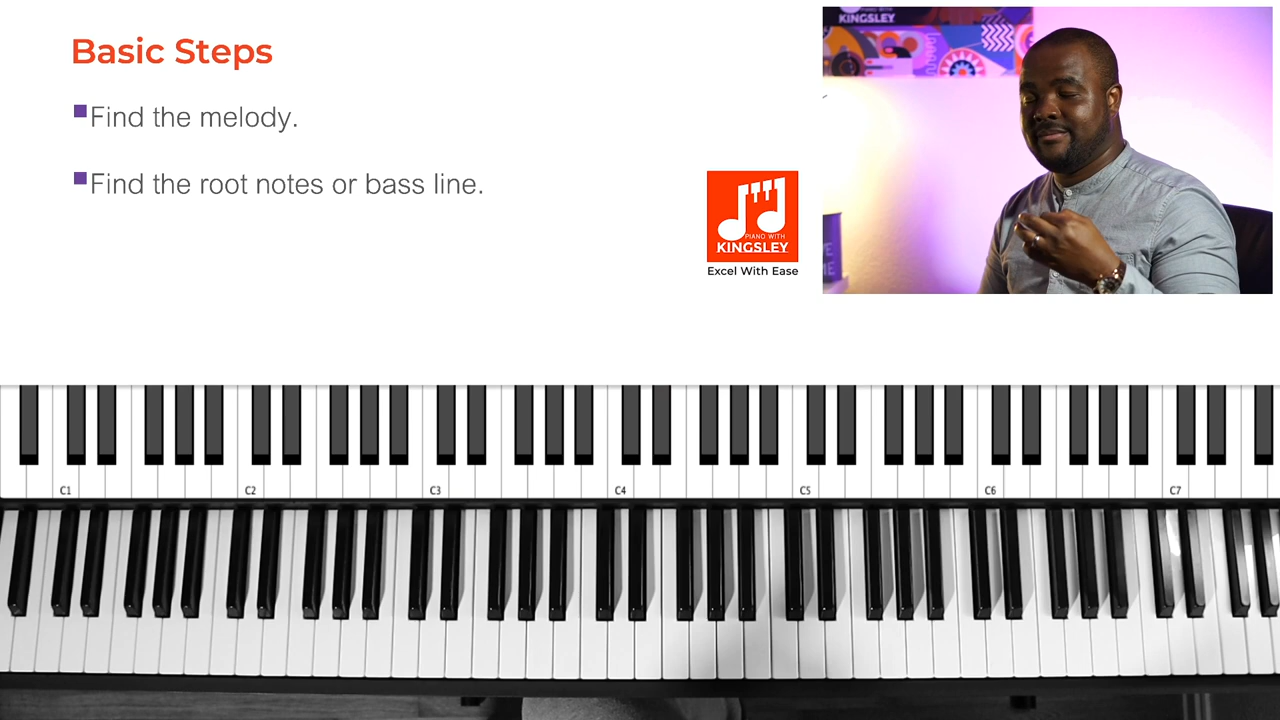 Basic Steps
Find the melody.
Find the root notes or bass line.
KINGSLEY
PIANO WITH
KINGSLEY
Excel With Ease
C1
C2
C3
C4
C5
C6
C7